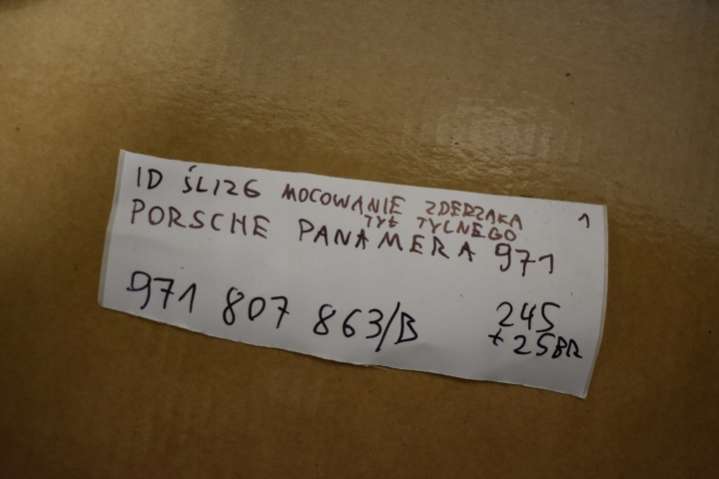 ID ŚLIZG MOCOWANIE ZDERZAKA 1
TYŁ TYLNEGO
PORSCHE PANAMERA 971
971 807 863/B 245
+25BR